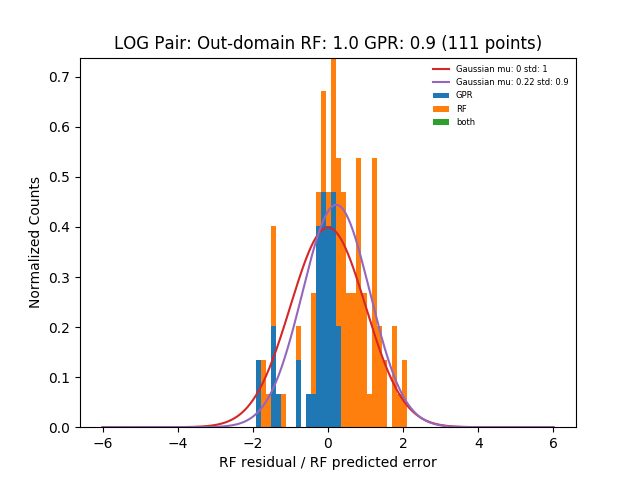 LOG Pair: Out-domain RF: 1.0 GPR: 0.9 (111 points)
Gaussian mu: 0 std: 1
Gaussian mu: 0.22 std: 0.9
GPR
RF
both
Normalized Counts
0.7
0.6
0.5
0.4
0.3
0.2
0.1
0.0
−6 −4 −2 0 2 4 6
RF residual / RF predicted error